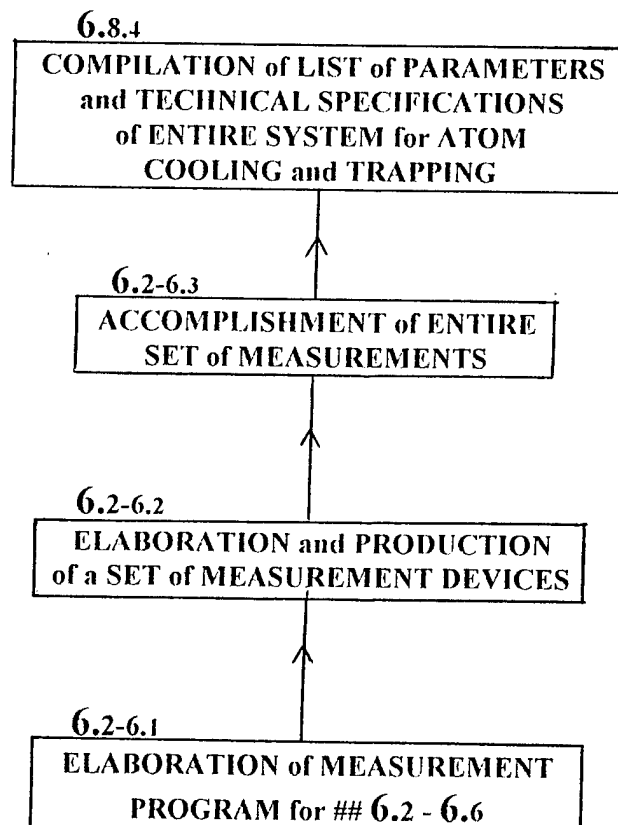 6.8.4
COMPILATION of LIST of PARAMETERS
and TECHNICAL SPECIFICATIONS
of ENTIRE SYSTEM for ATOM
COOLING and TRAPPING
6.2-6.3
ACCOMPLISHMENT of ENTIRE
SET of MEASUREMENTS
6.2-6.2
ELABORATION and PRODUCTION
of a SET of MEASUREMENT DEVICES
6.2-6.1
ELABORATION of MEASUREMENT
PROGRAM for ## 6.2 - 6.6